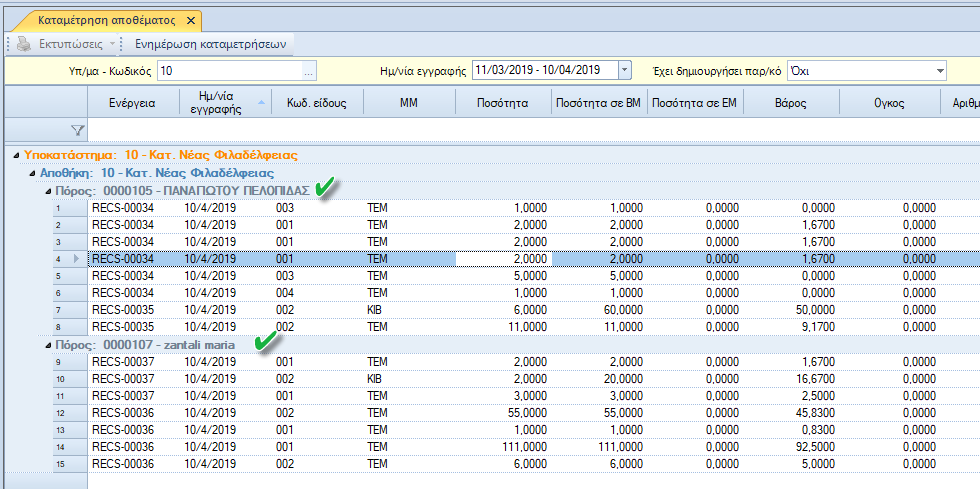 Καταμέτρηση αποθέματος
Εκτυπώσεις Ενημέρωση καταμετρήσεων
Υπ/μα - Κωδικός 10 ... Ημ/νία εγγραφής 11/03/2019 - 10/04/2019 Έχει δημιουργήσει παρ/κό Όχι
Ενέργεια Ημ/νία εγγραφής Κωδ. είδους ΜΜ Ποσότητα Ποσότητα σε ΒΜ Ποσότητα σε ΕΜ Βάρος Ογκος Αριθμ
Υποκατάστημα: 10 - Κατ. Νέας Φιλαδέλφειας
Αποθήκη: 10 - Κατ. Νέας Φιλαδέλφειας
Πόρος: 0000105 - ΠΑΝΑΓΙΩΤΟΥ ΠΕΛΟΠΙΔΑΣ
1 RECS-00034 10/4/2019 003 ΤΕΜ 1,0000 1,0000 0,0000 0,0000 0,0000
2 RECS-00034 10/4/2019 001 ΤΕΜ 2,0000 2,0000 0,0000 1,6700 0,0000
3 RECS-00034 10/4/2019 001 ΤΕΜ 2,0000 2,0000 0,0000 1,6700 0,0000
4 RECS-00034 10/4/2019 001 ΤΕΜ 2,0000 2,0000 0,0000 1,6700 0,0000
5 RECS-00034 10/4/2019 003 ΤΕΜ 5,0000 5,0000 0,0000 0,0000 0,0000
6 RECS-00034 10/4/2019 004 ΤΕΜ 1,0000 1,0000 0,0000 0,0000 0,0000
7 RECS-00035 10/4/2019 002 ΚΙΒ 6,0000 60,0000 0,0000 50,0000 0,0000
8 RECS-00035 10/4/2019 002 ΤΕΜ 11,0000 11,0000 0,0000 9,1700 0,0000
Πόρος: 0000107 - zantali maria
9 RECS-00037 10/4/2019 001 ΤΕΜ 2,0000 2,0000 0,0000 1,6700 0,0000
10 RECS-00037 10/4/2019 002 ΚΙΒ 2,0000 20,0000 0,0000 16,6700 0,0000
11 RECS-00037 10/4/2019 001 ΤΕΜ 3,0000 3,0000 0,0000 2,5000 0,0000
12 RECS-00036 10/4/2019 002 ΤΕΜ 55,0000 55,0000 0,0000 45,8300 0,0000
13 RECS-00036 10/4/2019 001 ΤΕΜ 1,0000 1,0000 0,0000 0,8300 0,0000
14 RECS-00036 10/4/2019 001 ΤΕΜ 111,0000 111,0000 0,0000 92,5000 0,0000
15 RECS-00036 10/4/2019 002 ΤΕΜ 6,0000 6,0000 0,0000 5,0000 0,0000